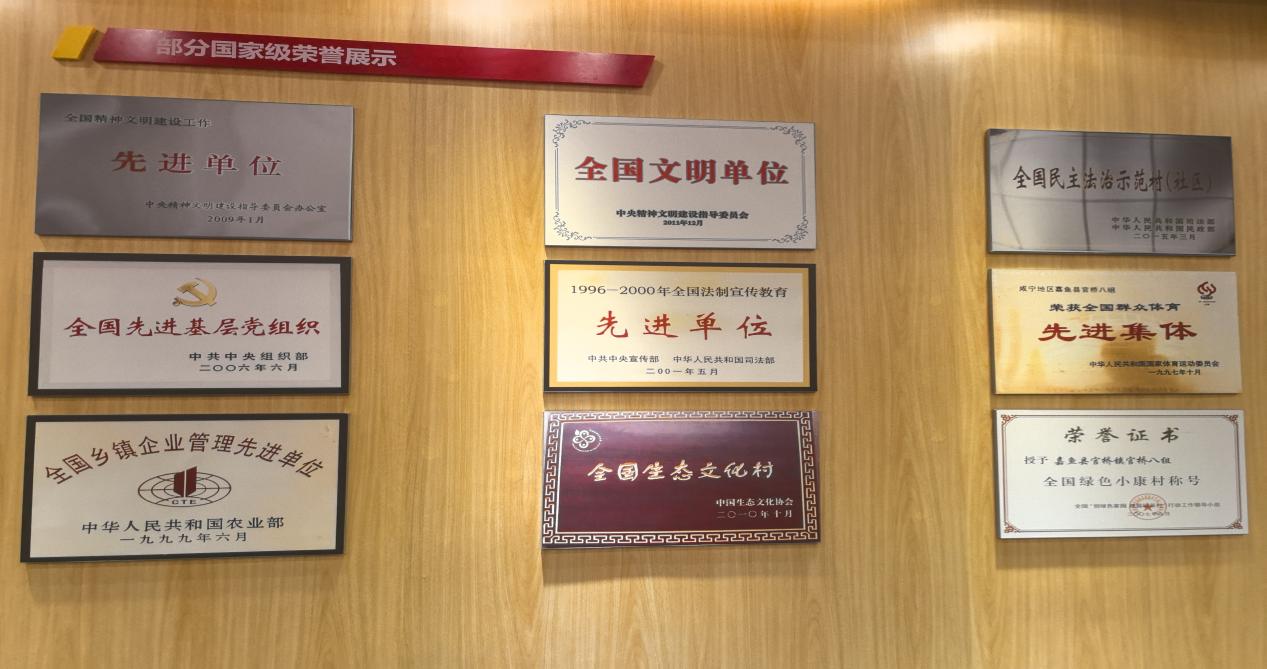 部分国家级荣誉展示
全国精神文明建设工作
先进单位
中央精神文明建设指导委员会办公室
2009年1月
全国文明单位
中央精神文明建设指导委员会
2011年12月
全国民主法治示范村(社区)
中华人民共和国司法部
中华人民共和国民政部
二〇一五年三月
全国先进基层党组织
中共中央组织部
二〇〇六年六月
1996—2000年全国法制宣传教育
先进单位
中共中央宣传部 中华人民共和国司法部
二00一年五月
咸宁地区嘉鱼县官桥八组
荣获全国群众体育
先进集体
中华人民共和国国家体育运动委员会
一九九七年十月
全国乡镇企业管理先进单位
CTE
中华人民共和国农业部
一九九九年六月
全国生态文化村
中国生态文化协会
二〇一〇年十月
荣誉证书
授予 嘉鱼县官桥镇官桥八组
全国绿色小康村称号